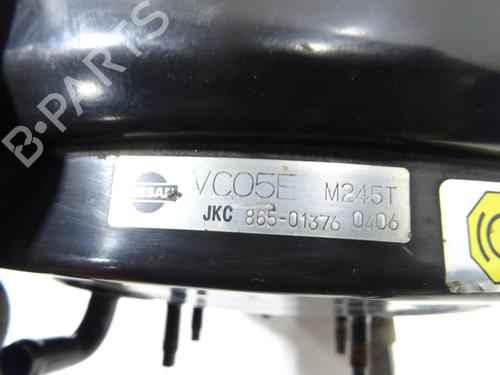 B-PARTS
NISSAN VC05E M245T
JKC 865-01376 0406